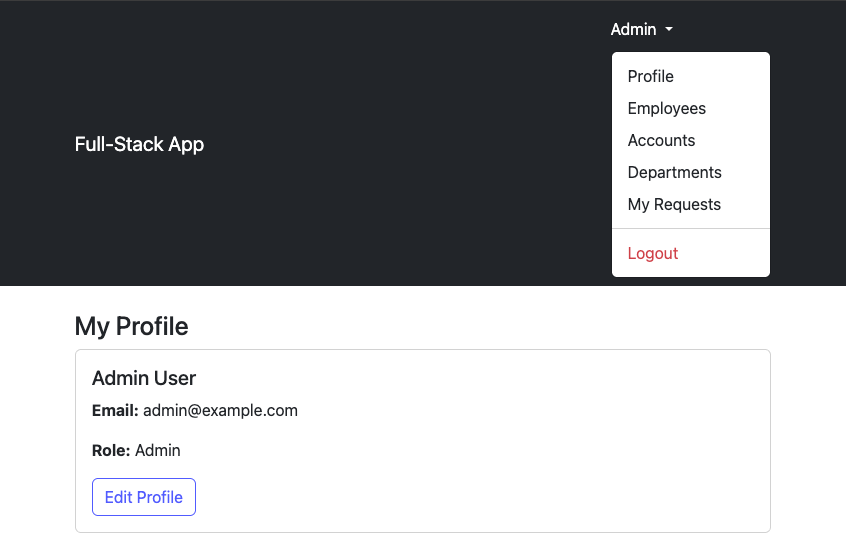 Admin
Profile
Employees
Accounts
Departments
My Requests
Logout
Full-Stack App
My Profile
Admin User
Email: admin@example.com
Role: Admin
Edit Profile